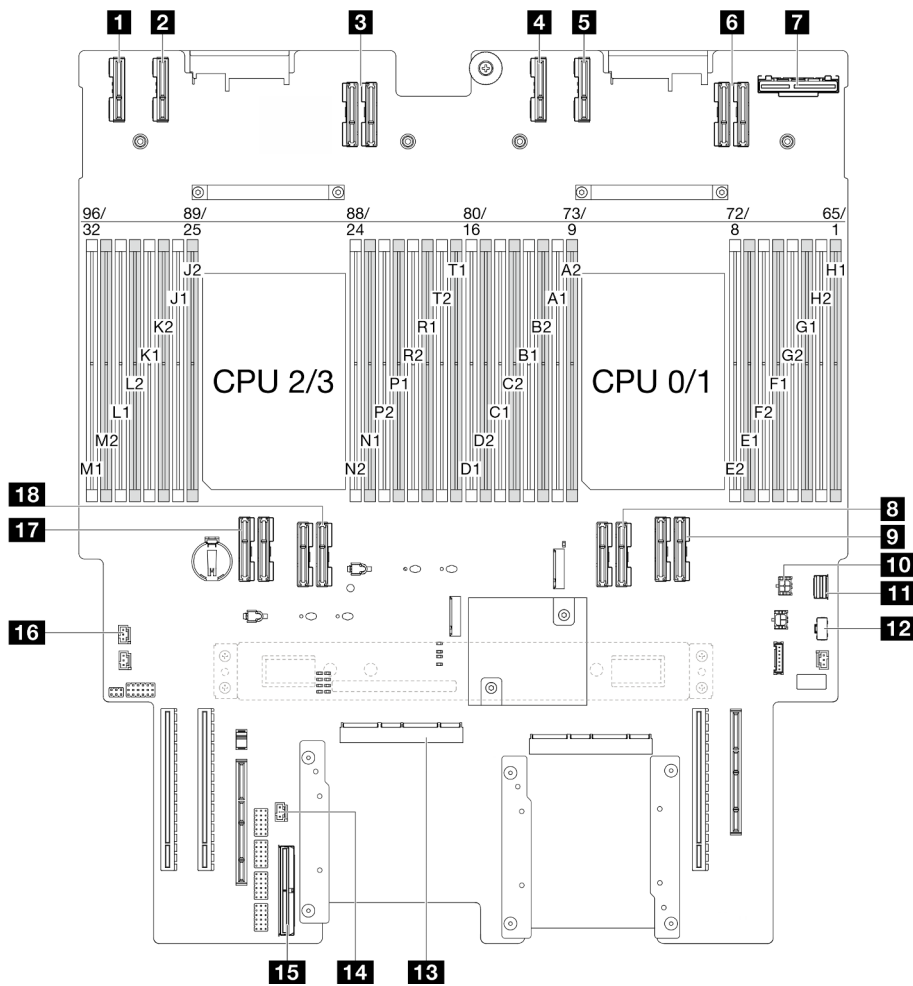 1 2 3 4 5 6 7
96/ 89/ 88/ 80/ 73/ 72/ 65/
32 25 24 16 9 8 1
J2 T1 A2 H1
J1 T2 A1 H2
K2 R1 B2 G1
K1 R2 B1 G2
CPU 2/3 CPU 0/1
L2 P1 C2 F1
L1 P2 C1 F2
M2 N1 D2 E1
M1 N2 D1 E2
18 8
17 9
10
11
16 12
15 14 13